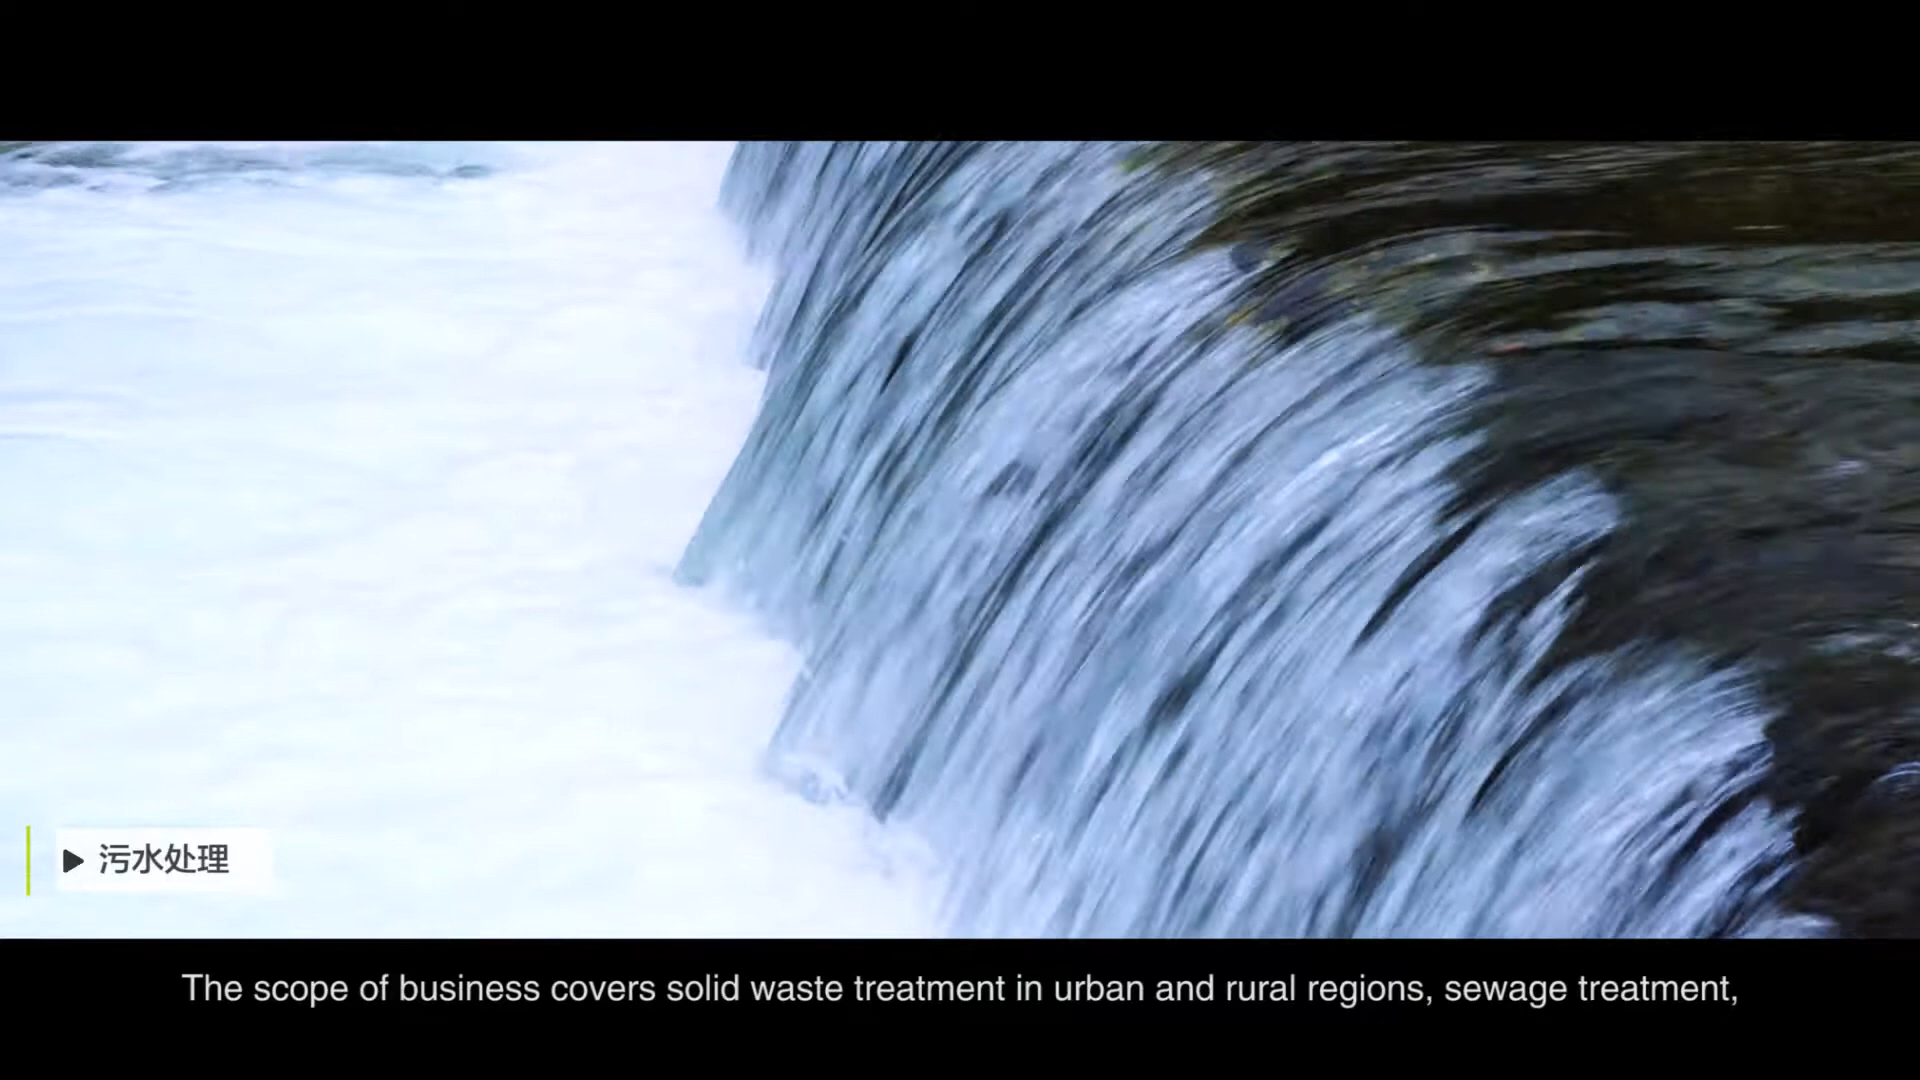 污水处理
The scope of business covers solid waste treatment in urban and rural regions, sewage treatment,